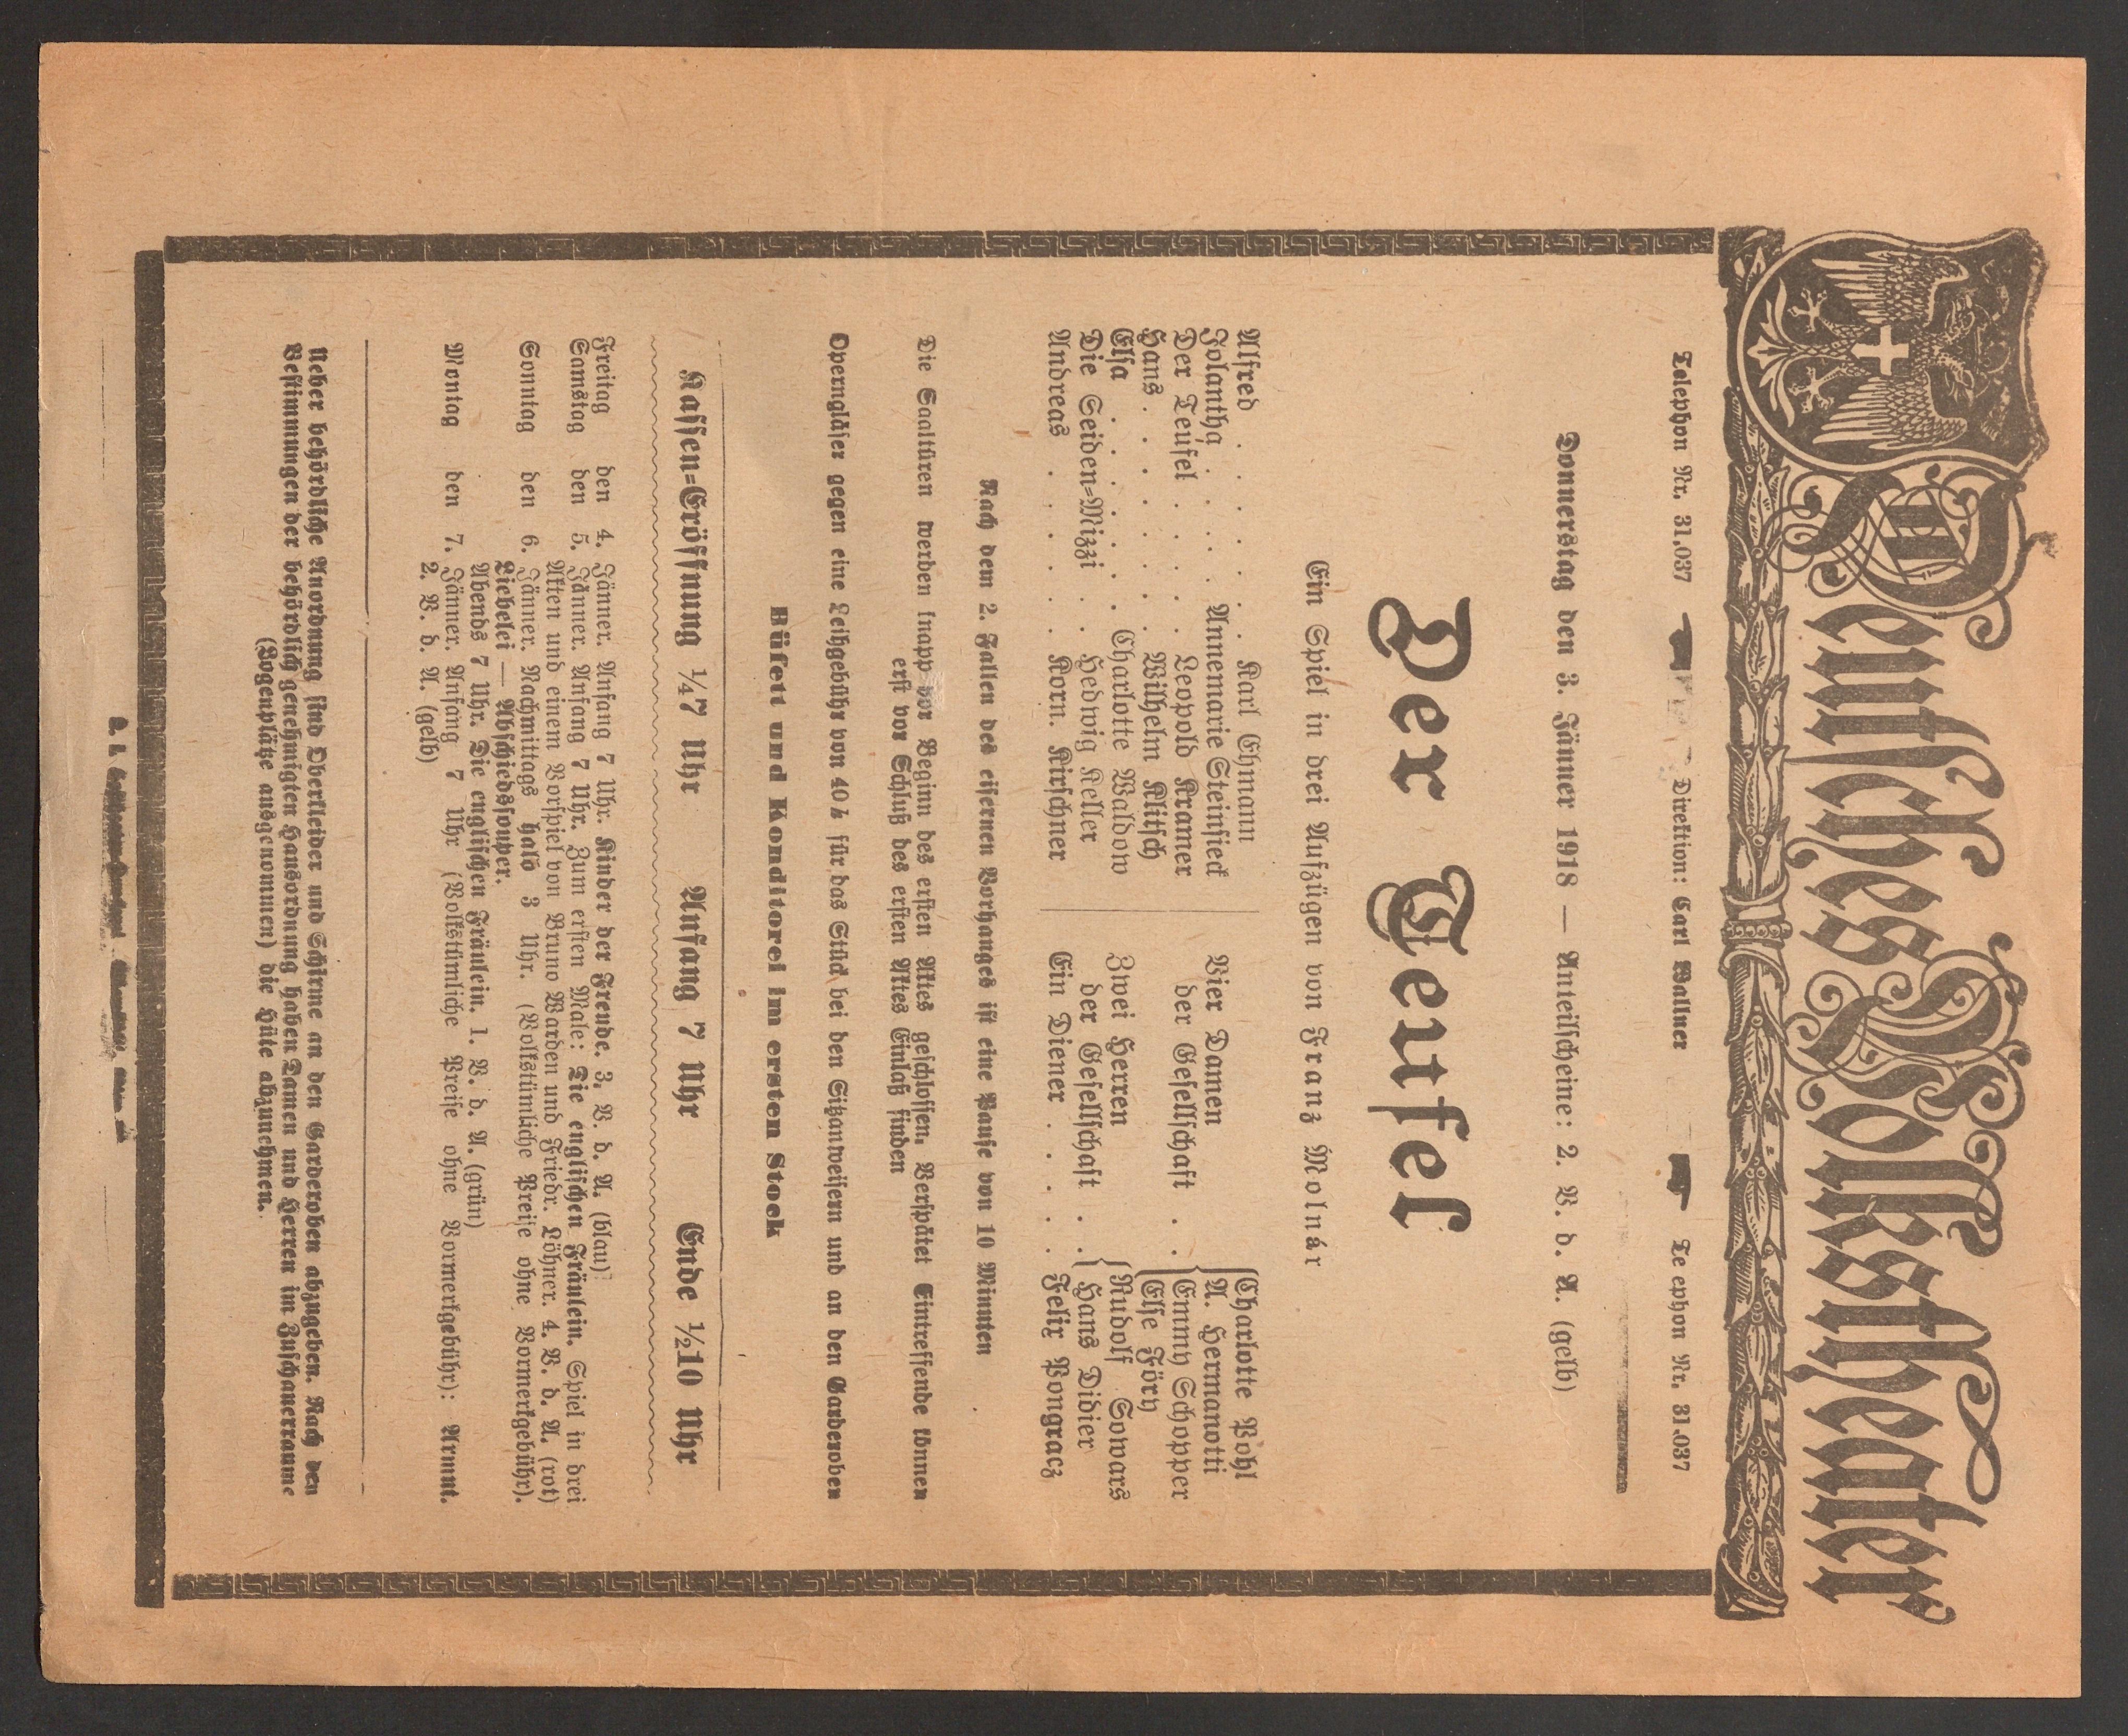 Deutsches Volkstheater
Telephon Nr. 31.037 Direktion: Carl Wallner Te ephon Nr. 31.037
Donnerstag den 3. Jänner 1918 — Anteilscheine: 2. V. d. A. (gelb)
Der Teufel
Ein Spiel in drei Aufzügen von Franz Molnár
Alfred . . . . . . Karl Ehmann
Jolantha . . . . Annemarie Steinsieck
Der Teufel . . . . . Leopold Kramer
Hans . . . . . . . Wilhelm Klitsch
Elsa . . . . . . Charlotte Waldow
Die Seiden=Mizzi . . Hedwig Keller
Andreas . . . . . Korn. Kirschner
Vier Damen
der Gesellschaft . .
Charlotte Pohl
A. Hermanotti
Emmy Schopper
Else Föry
Zwei Herren
der Gesellschaft . .
Rudolf Sowars
Hans Didier
Ein Diener . . . . . Felix Pongracz
Nach dem 2. Fallen des eisernen Vorhanges ist eine Pause von 10 Minuten
Die Saaltüren werden knapp vor Beginn des ersten Aktes geschlossen. Verspätet Eintreffende können
erst vor Schluß des ersten Aktes Einlaß finden
Operngläser gegen eine Leihgebühr von 40 h für das Stück bei den Sitzanweisern und an den Garderoben
Büfett und Konditorei im ersten Stock
Kassen=Eröffnung ¼7 Uhr Anfang 7 Uhr Ende ½10 Uhr
Freitag den 4. Jänner. Anfang 7 Uhr. Kinder der Freude. 3. V. d. A. (blau)
Samstag den 5. Jänner. Anfang 7 Uhr. Zum ersten Male: Die englischen Fräulein. Spiel in drei
Akten und einem Vorspiel von Bruno Warden und Friedr. Löhner. 4. V. d. A. (rot)
Sonntag den 6. Jänner. Nachmittags halb 3 Uhr. (Volkstümliche Preise ohne Vormerkgebühr).
Liebelei — Abschiedssouper.
Abends 7 Uhr. Die englischen Fräulein. 1. V. d. A. (grün)
Montag den 7. Jänner. Anfang 7 Uhr (Volkstümliche Preise ohne Vormerkgebühr): Armut.
2. V. d. A. (gelb)
Ueber behördliche Anordnung sind Oberkleider und Schirme an den Garderoben abzugeben. Nach den
Bestimmungen der behördlich genehmigten Hausordnung haben Damen und Herren im Zuschauerraume
(Logenplätze ausgenommen) die Hüte abzunehmen.